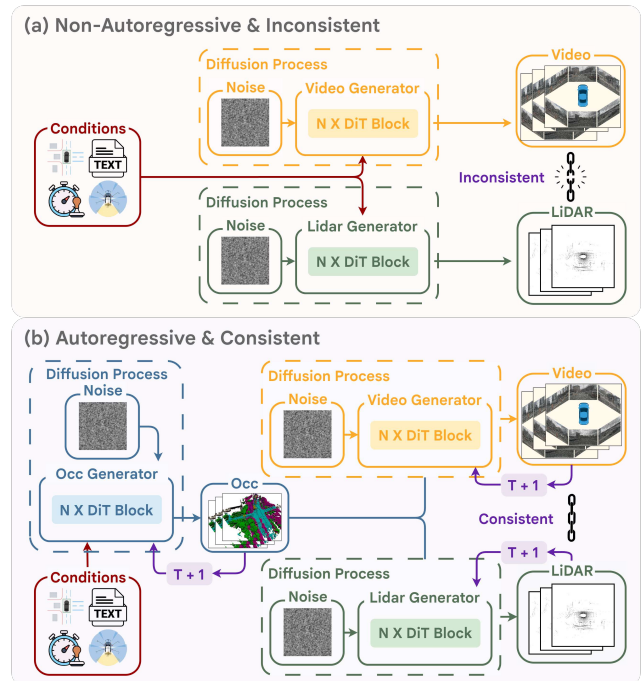 (a) Non-Autoregressive & Inconsistent
Diffusion Process
Noise
Video Generator
N X DiT Block
Video
Conditions
TEXT
Inconsistent
Diffusion Process
Noise
Lidar Generator
N X DiT Block
LiDAR
(b) Autoregressive & Consistent
Diffusion Process
Noise
Occ Generator
N X DiT Block
Occ
T + 1
Conditions
TEXT
Diffusion Process
Noise
Video Generator
N X DiT Block
Video
T + 1
Consistent
T + 1
Diffusion Process
Noise
Lidar Generator
N X DiT Block
LiDAR